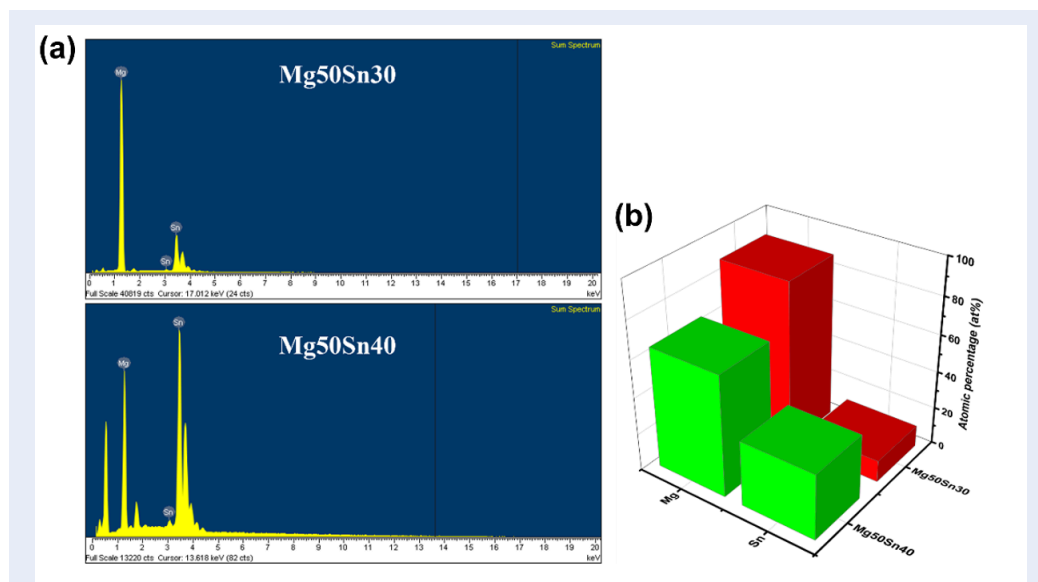 (a)
Sum Spectrum
Mg50Sn30
Mg
Sn
Sn
0 1 2 3 4 5 6 7 8 9 10 11 12 13 14 15 16 17 18 19 20
Full Scale 40819 cts Cursor: 17.012 keV (24 cts) keV
Sum Spectrum
Mg50Sn40
Sn
Mg
Sn
0 1 2 3 4 5 6 7 8 9 10 11 12 13 14 15 16 17 18 19 20
Full Scale 13220 cts Cursor: 13.618 keV (82 cts) keV
(b)
100
80
60
40
20
0
Atomic percentage (at%)
Mg50Sn30
Mg50Sn40
Mg
Sn